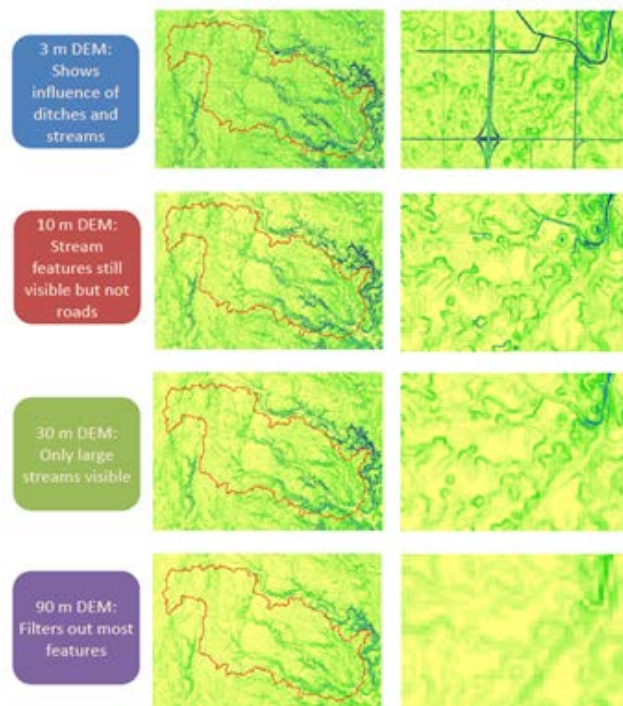 3 m DEM:
Shows
influence of
ditches and
streams
10 m DEM:
Stream
features still
visible but not
roads
30 m DEM:
Only large
streams visible
90 m DEM:
Filters out most
features